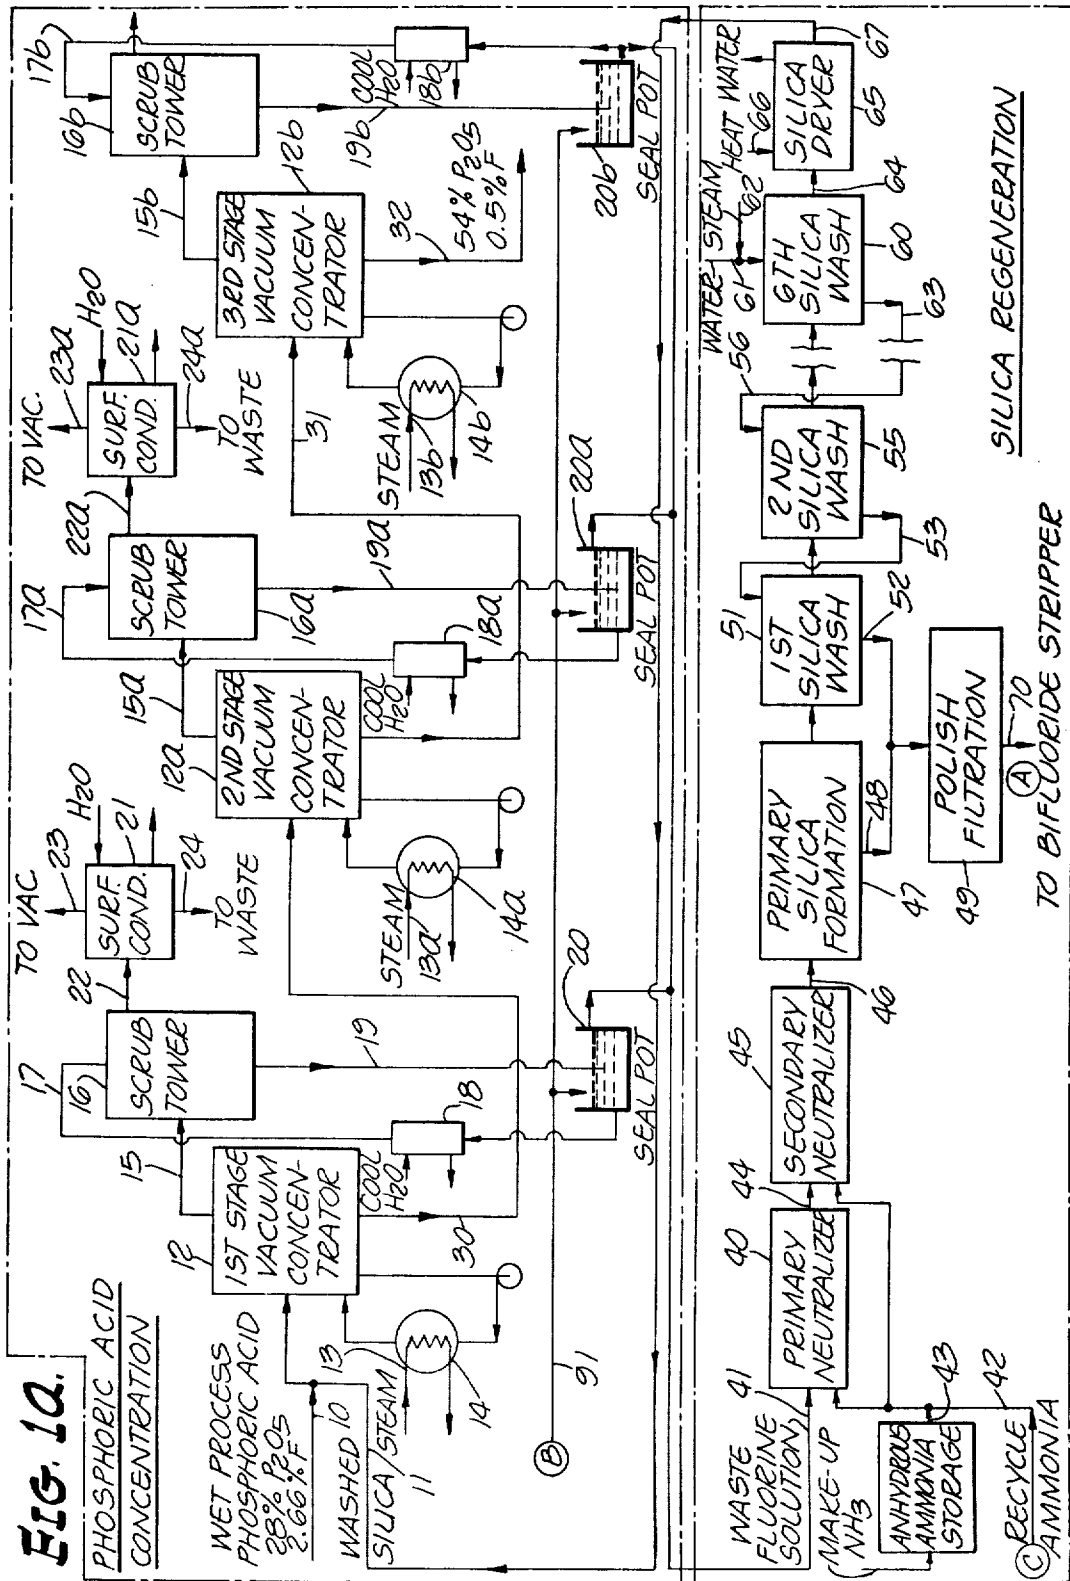 FIG. 1a.
PHOSPHORIC ACID
CONCENTRATION
WET PROCESS
PHOSPHORIC ACID
28% P2O5
2.66% F
WASHED
SILICA
10
11
STEAM
13
14
12
1ST STAGE
VACUUM
CONCEN-
TRATOR
15
16
17
SCRUB
TOWER
COOL
H2O
18
19
20
SEAL POT
30
22
TO VAC.
23
SURF.
COND.
H2O
21
24
TO
WASTE
STEAM
13a
14a
12a
2ND STAGE
VACUUM
CONCEN-
TRATOR
15a
16a
17a
SCRUB
TOWER
COOL
H2O
18a
19a
20a
SEAL POT
31
22a
TO VAC.
23a
SURF.
COND.
H2O
21a
24a
TO
WASTE
STEAM
13b
14b
3RD STAGE
VACUUM
CONCEN-
TRATOR
12b
15b
16b
17b
SCRUB
TOWER
COOL
H2O
18b
19b
20b
SEAL POT
32
54% P2O5
0.5% F
B
91
WASTE
FLUORINE
SOLUTION
41
MAKE-UP
NH3
ANHYDROUS
AMMONIA
STORAGE
43
42
C
RECYCLE
AMMONIA
PRIMARY
NEUTRALIZER
40
44
SECONDARY
NEUTRALIZER
45
46
PRIMARY
SILICA
FORMATION
47
48
49
POLISH
FILTRATION
70
A
TO BIFLUORIDE STRIPPER
1ST
SILICA
WASH
51
52
53
2ND
SILICA
WASH
55
56
WATER
STEAM
61
62
6TH
SILICA
WASH
60
63
64
HEAT
WATER
66
SILICA
DRYER
65
67
SILICA REGENERATION